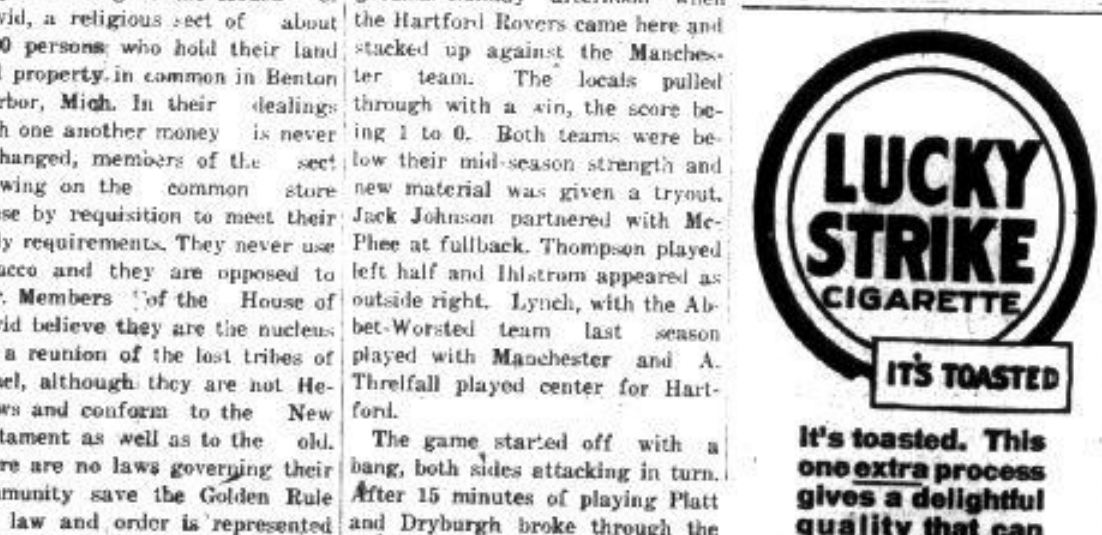 vid, a religious sect of about
0 persons who hold their land
property in common in Benton
rbor, Mich. In their dealings
h one another money is never
changed, members of the sect
wing on the common store
se by requisition to meet their
ly requirements. They never use
acco and they are opposed to
r. Members of the House of
vid believe they are the nucleus
a reunion of the lost tribes of
el, although they are not He-
ws and conform to the New
tament as well as to the old.
re are no laws governing their
mmunity save the Golden Rule
law and order is represented
the Hartford Rovers came here and
stacked up against the Manches-
ter team. The locals pulled
through with a win, the score be-
ing 1 to 0. Both teams were be-
low their mid-season strength and
new material was given a tryout.
Jack Johnson partnered with Mc-
Phee at fullback. Thompson played
left half and Ihlstrom appeared as
outside right. Lynch, with the Ab-
bet-Worsted team last season
played with Manchester and A.
Threlfall played center for Hart-
ford.
The game started off with a
bang, both sides attacking in turn.
After 15 minutes of playing Platt
and Dryburgh broke through the
LUCKY
STRIKE
CIGARETTE
IT'S TOASTED
It's toasted. This
one extra process
gives a delightful
quality that can